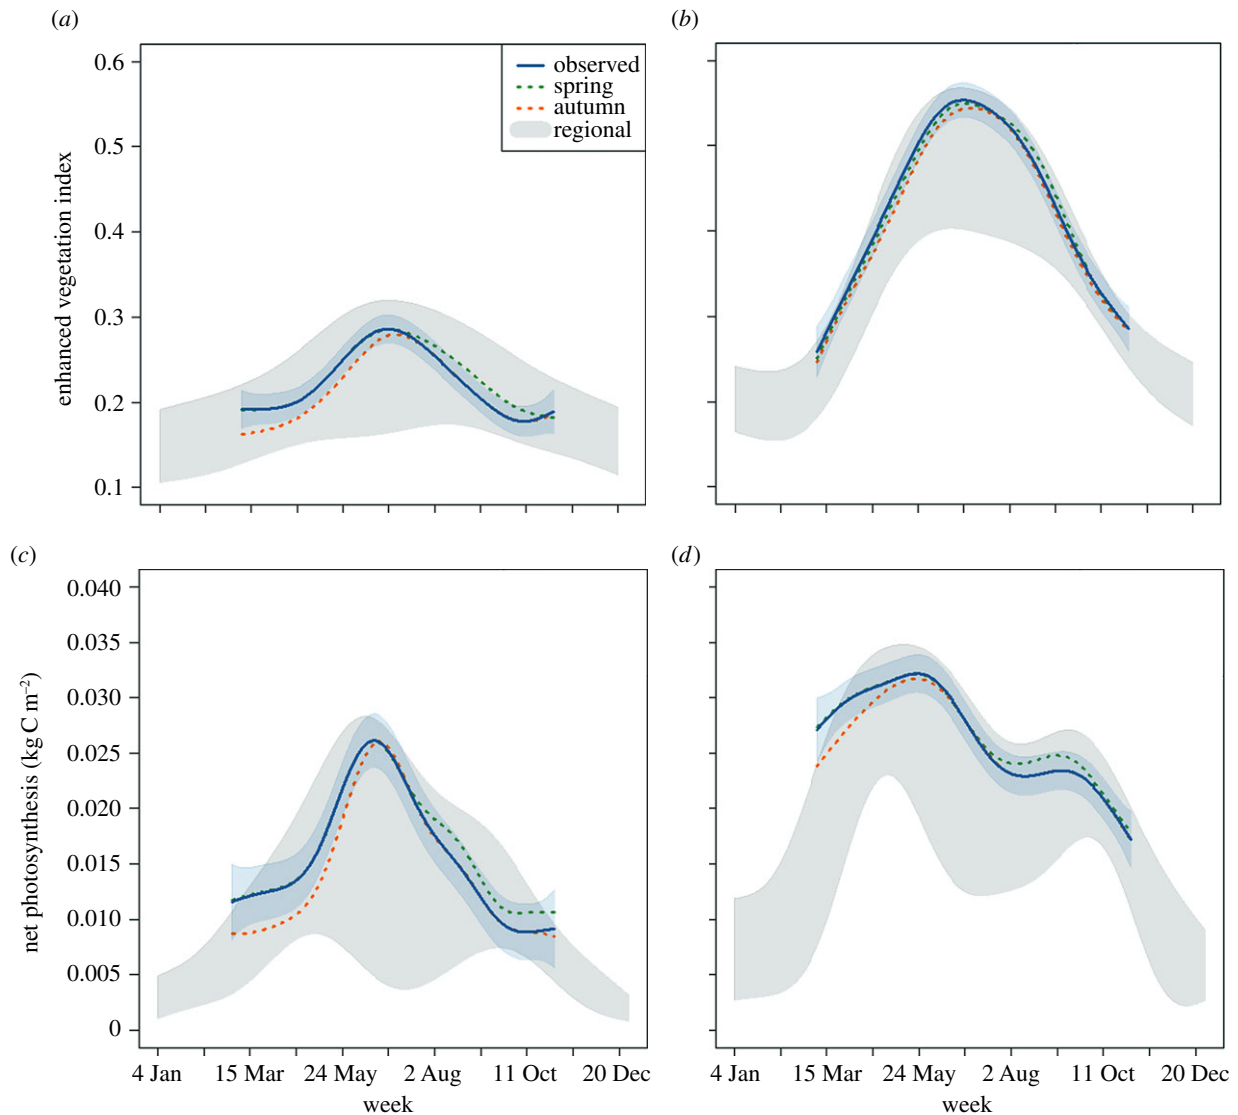 (a)
(b)
0.6
0.5
0.4
0.3
0.2
0.1
enhanced vegetation index
observed
spring
autumn
regional
(c)
(d)
0.040
0.035
0.030
0.025
0.020
0.015
0.010
0.005
0
net photosynthesis (kg C m−2)
4 Jan 15 Mar 24 May 2 Aug 11 Oct 20 Dec
week
4 Jan 15 Mar 24 May 2 Aug 11 Oct 20 Dec
week